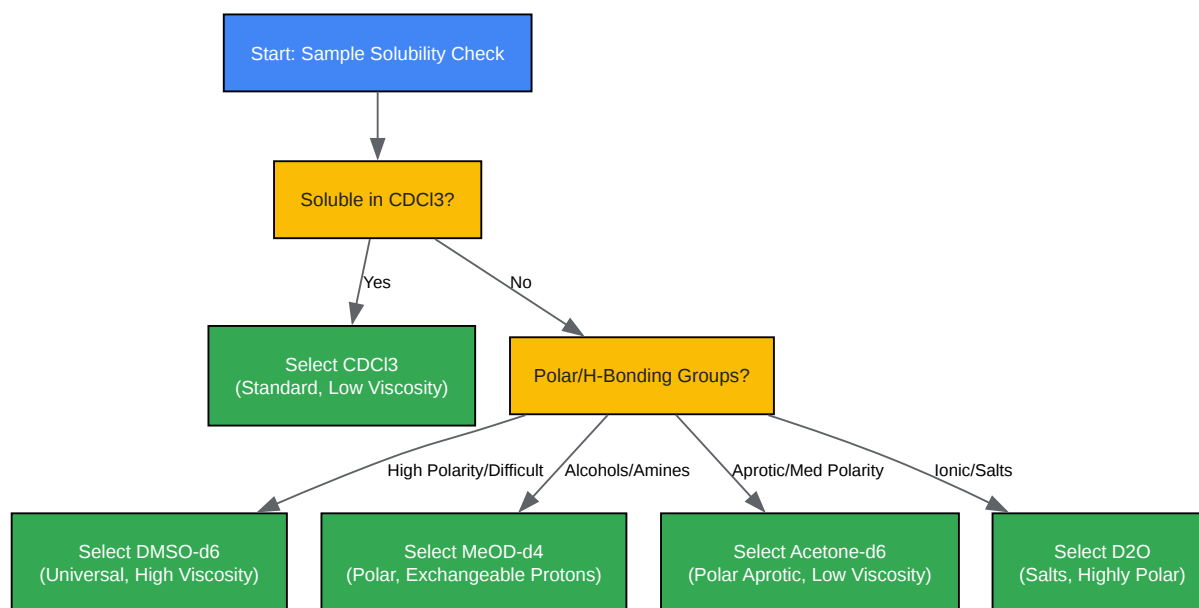 Start: Sample Solubility Check
Soluble in CDCl3?
Yes
No
Select CDCl3
(Standard, Low Viscosity)
Polar/H-Bonding Groups?
High Polarity/Difficult
Alcohols/Amines
Aprotic/Med Polarity
Ionic/Salts
Select DMSO-d6
(Universal, High Viscosity)
Select MeOD-d4
(Polar, Exchangeable Protons)
Select Acetone-d6
(Polar Aprotic, Low Viscosity)
Select D2O
(Salts, Highly Polar)